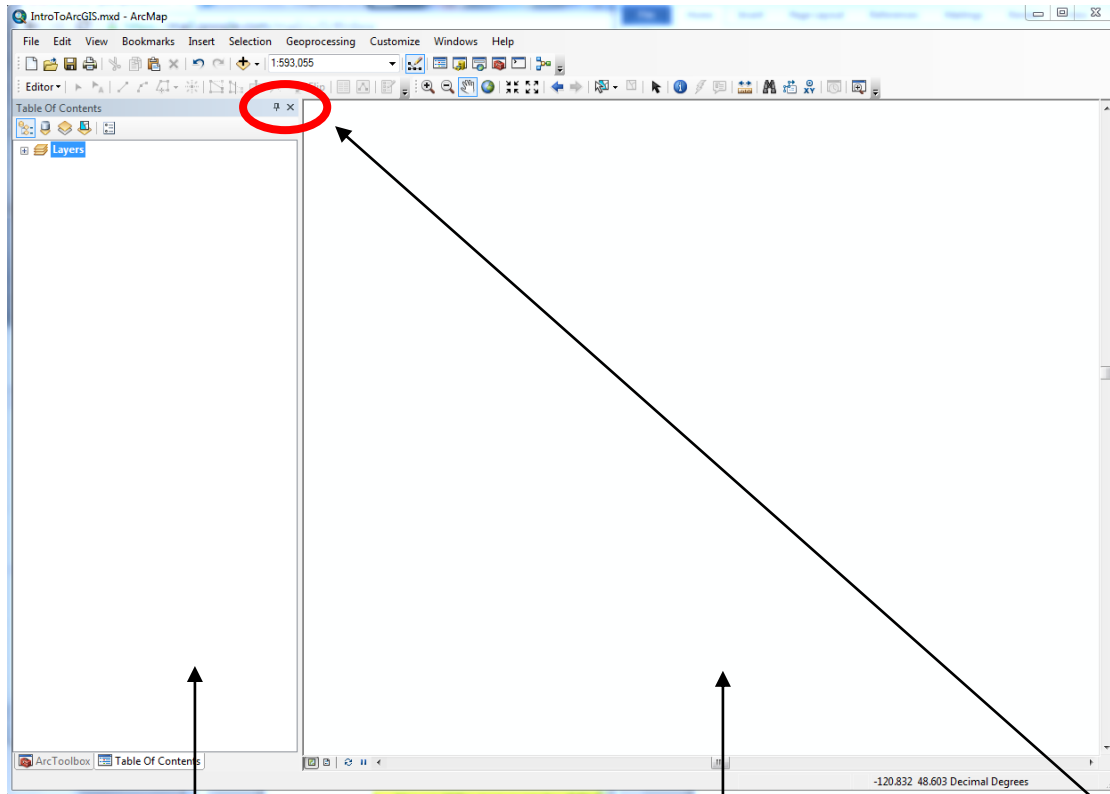 IntroToArcGIS.mxd - ArcMap
File Edit View Bookmarks Insert Selection Geoprocessing Customize Windows Help
1:593,055
Editor
Table Of Contents
Layers
ArcToolbox Table Of Contents
-120.832 48.603 Decimal Degrees